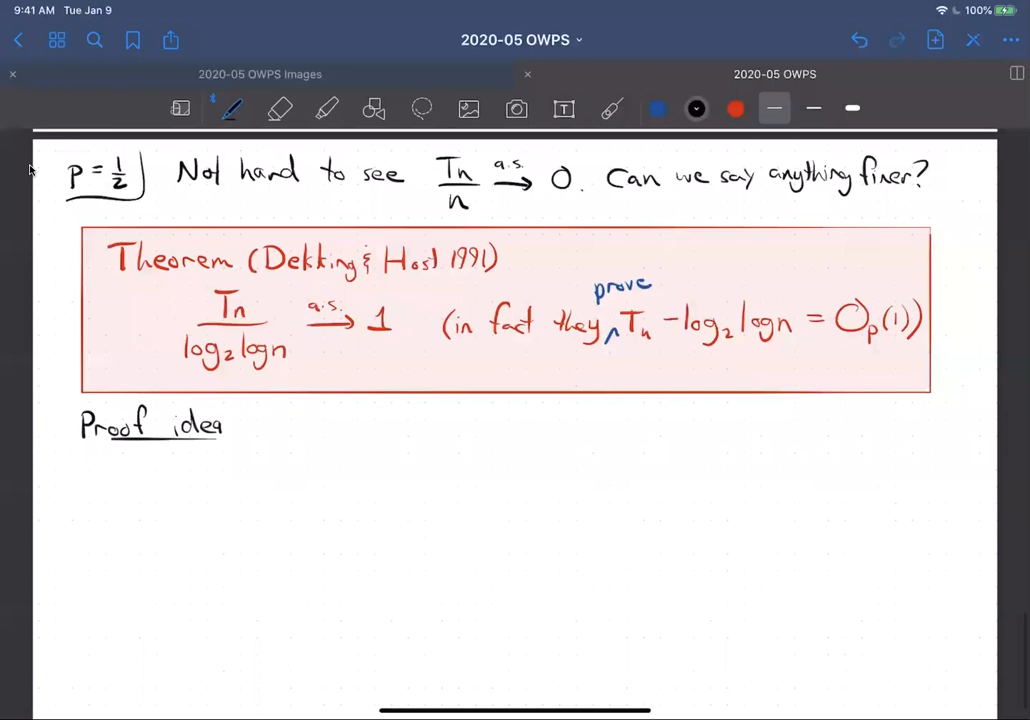 9:41 AM Tue Jan 9
100%
2020-05 OWPS
2020-05 OWPS Images
2020-05 OWPS
p = 1/2 Not hard to see Tn/n a.s.→ 0. Can we say anything finer?
Theorem (Dekking & Host 1991)
Tn/log₂ log n a.s.→ 1 (in fact they prove Tn - log₂ log n = Op(1))
Proof idea